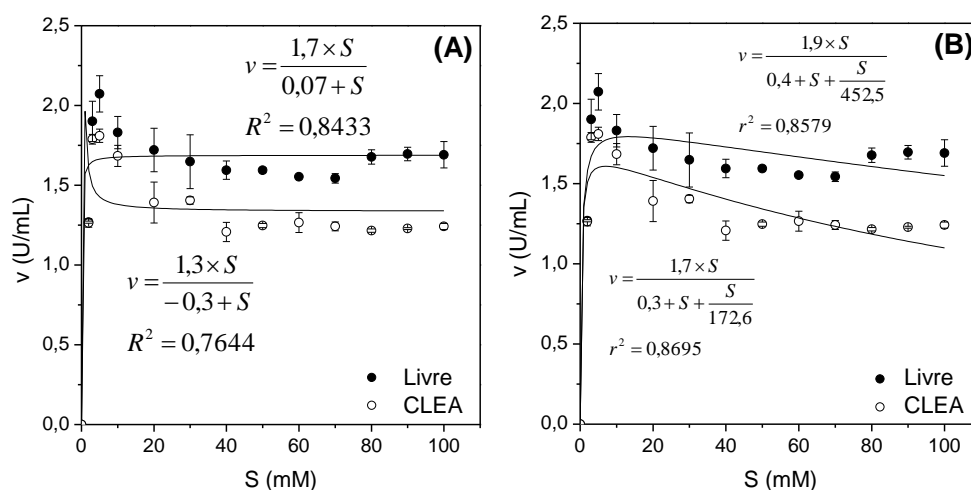 (A)
v = 1,7 × S / 0,07 + S
R² = 0,8433
v = 1,3 × S / −0,3 + S
R² = 0,7644
Livre
CLEA
v (U/mL)
2,5
2,0
1,5
1,0
0,5
0,0
0 20 40 60 80 100
S (mM)
(B)
v = 1,9 × S / 0,4 + S + S / 452,5
r² = 0,8579
v = 1,7 × S / 0,3 + S + S / 172,6
r² = 0,8695
Livre
CLEA
v (U/mL)
2,5
2,0
1,5
1,0
0,5
0,0
0 20 40 60 80 100
S (mM)